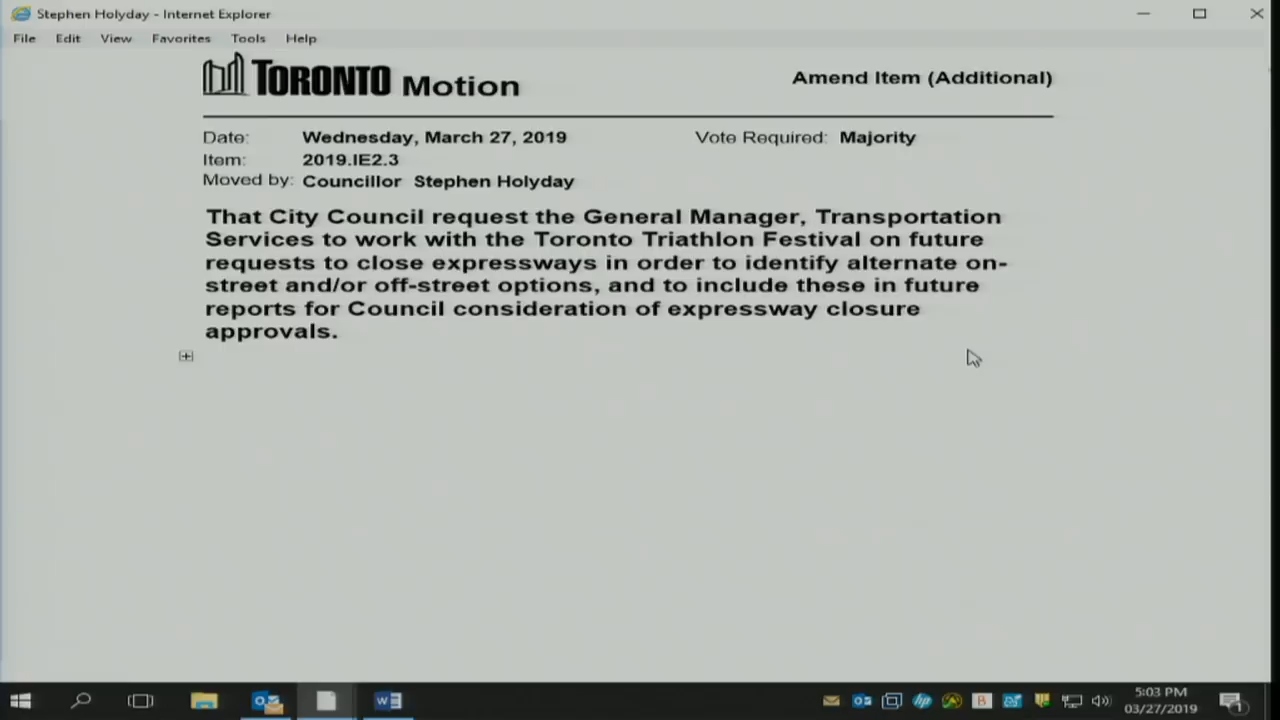 Stephen Holyday - Internet Explorer
File Edit View Favorites Tools Help
TORONTO Motion
Amend Item (Additional)
Date: Wednesday, March 27, 2019
Vote Required: Majority
Item: 2019.IE2.3
Moved by: Councillor Stephen Holyday
That City Council request the General Manager, Transportation
Services to work with the Toronto Triathlon Festival on future
requests to close expressways in order to identify alternate on-
street and/or off-street options, and to include these in future
reports for Council consideration of expressway closure
approvals.
5:03 PM
03/27/2019